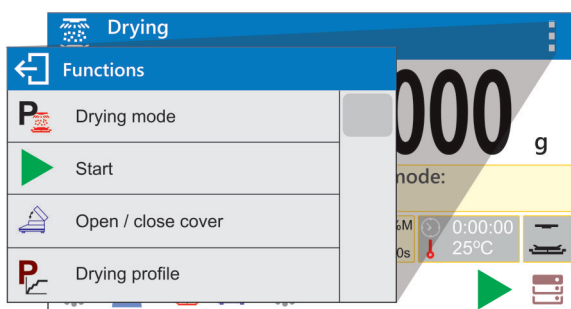 Drying
Functions
000
P Drying mode
g
Start
mode:
Open / close cover
%M 0:00:00
0s 25°C
P Drying profile